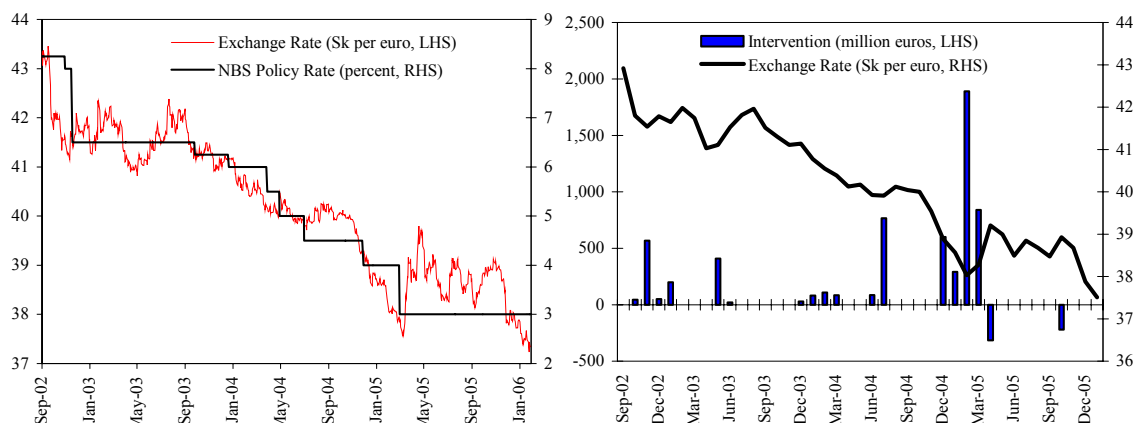 44
43
42
41
40
39
38
37
9
8
7
6
5
4
3
2
Exchange Rate (Sk per euro, LHS)
NBS Policy Rate (percent, RHS)
Sep-02
Jan-03
May-03
Sep-03
Jan-04
May-04
Sep-04
Jan-05
May-05
Sep-05
Jan-06
2,500
2,000
1,500
1,000
500
0
-500
44
43
42
41
40
39
38
37
36
Intervention (million euros, LHS)
Exchange Rate (Sk per euro, RHS)
Sep-02
Dec-02
Mar-03
Jun-03
Sep-03
Dec-03
Mar-04
Jun-04
Sep-04
Dec-04
Mar-05
Jun-05
Sep-05
Dec-05